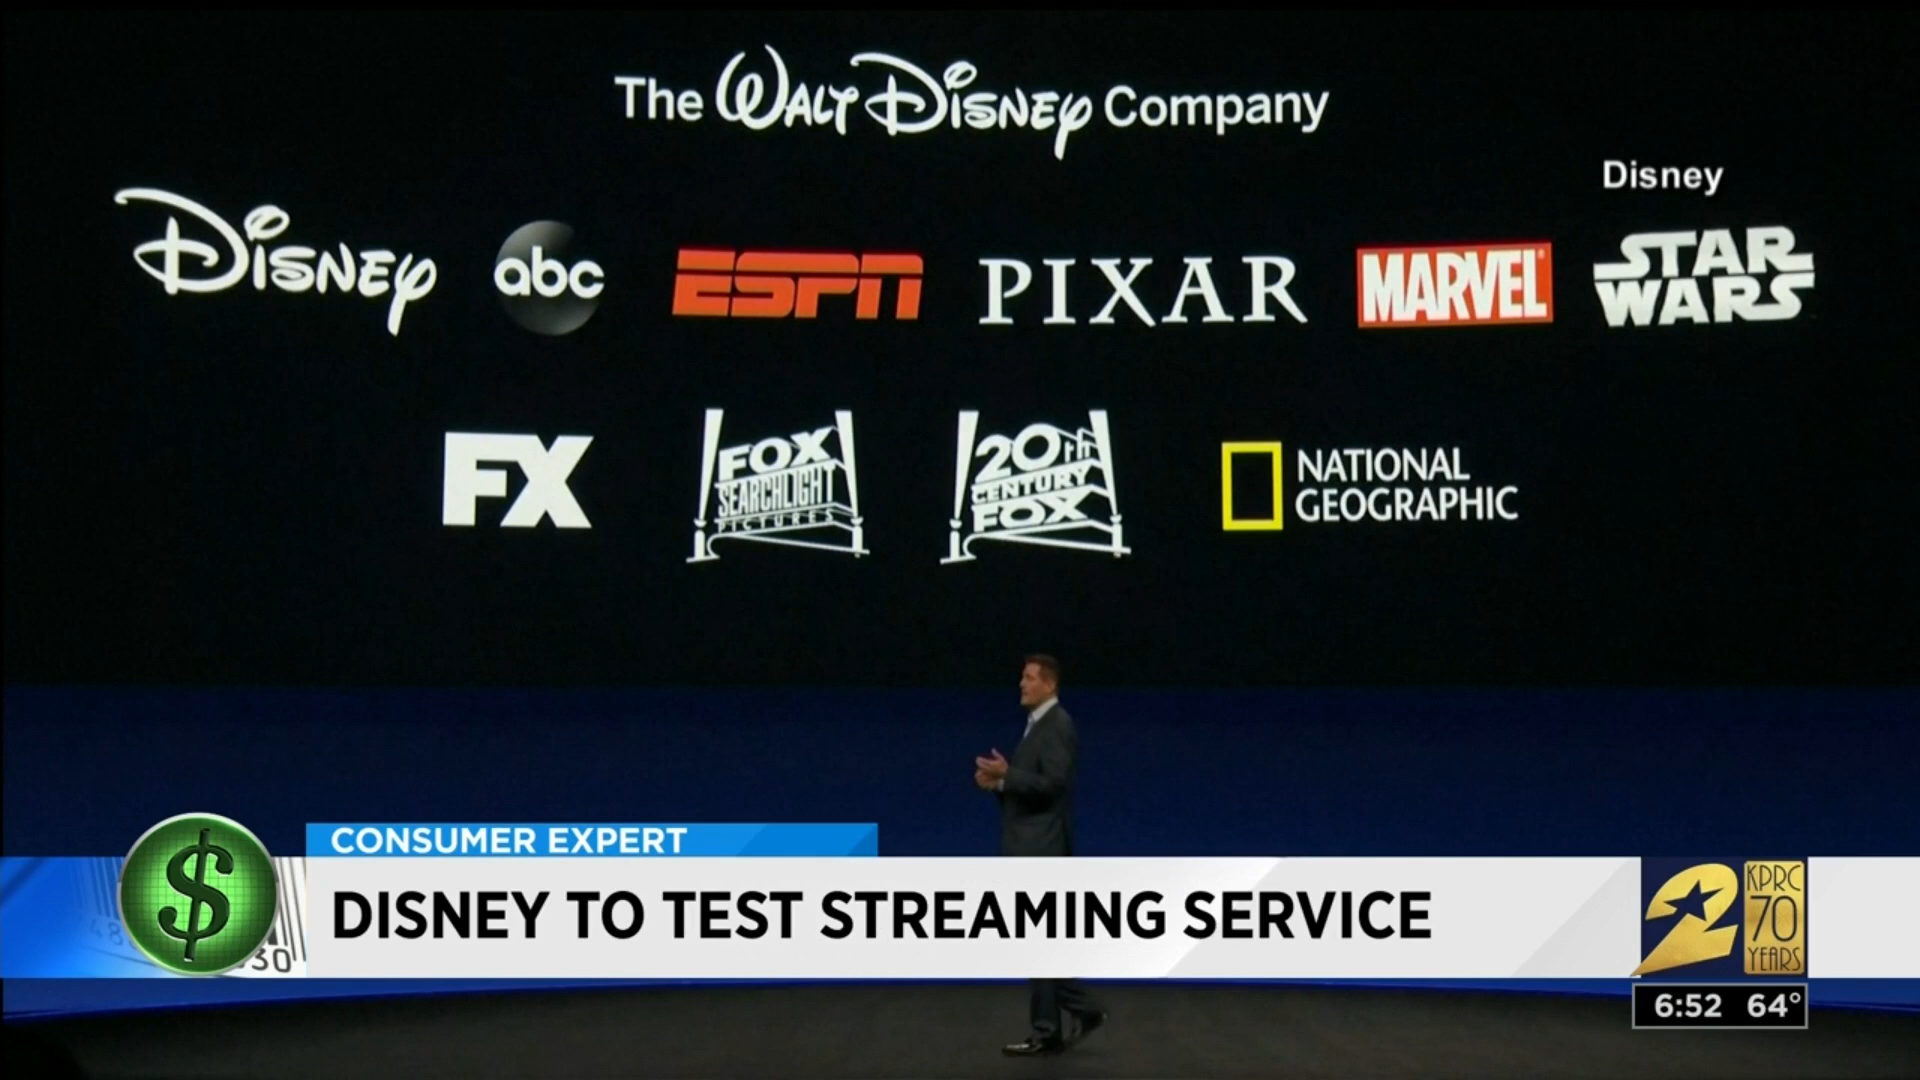 The WALT DISNEY Company
Disney
DISNEY abc ESPN PIXAR MARVEL STAR WARS
FX FOX SEARCHLIGHT PICTURES 20th CENTURY FOX NATIONAL GEOGRAPHIC
CONSUMER EXPERT
DISNEY TO TEST STREAMING SERVICE
2 KPRC 70 YEARS
6:52 64°